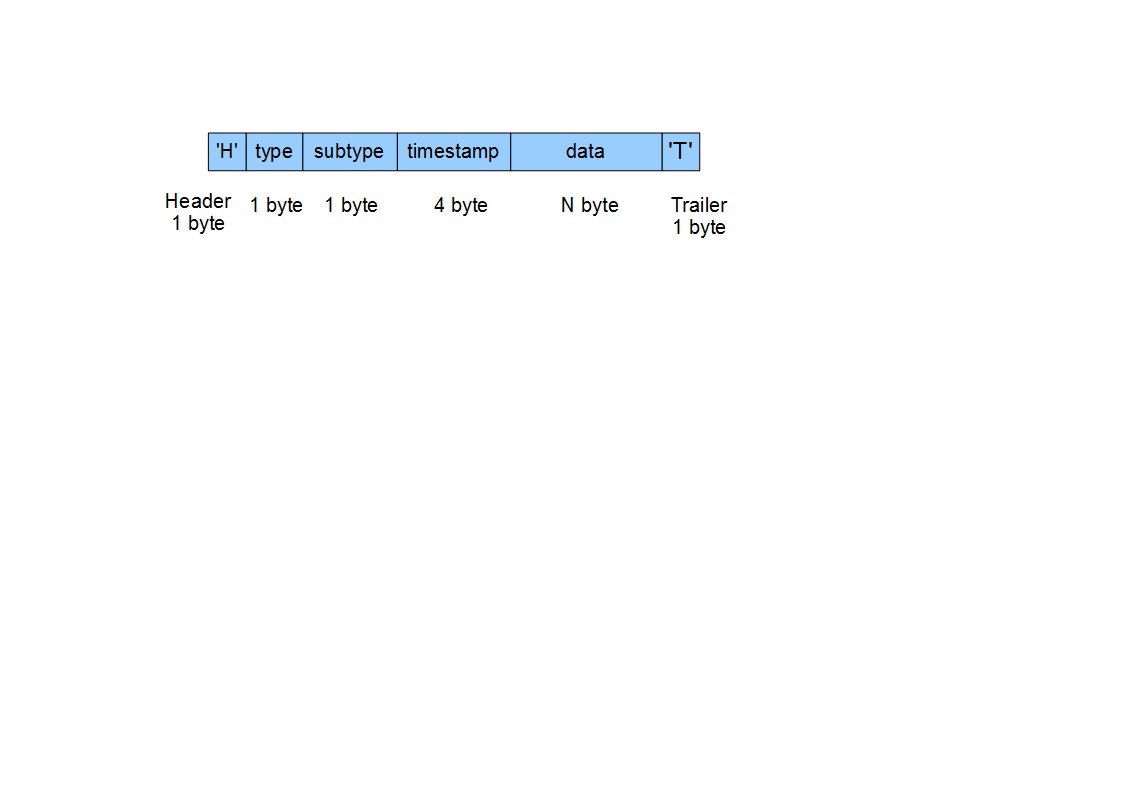 'H' type subtype timestamp data 'T'
Header 1 byte 1 byte 4 byte N byte Trailer
1 byte 1 byte